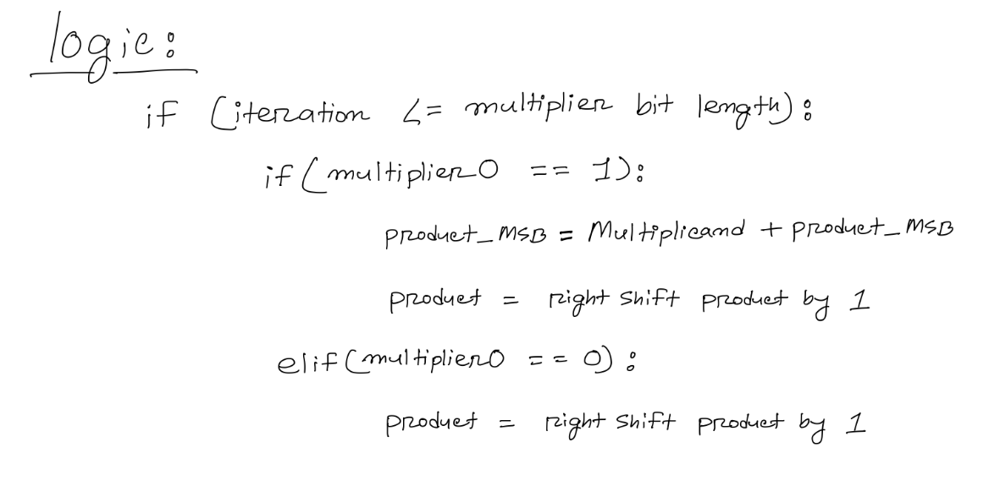 logic:
if (iteration <= multiplier bit length):
if(multiplier0 == 1):
product_MSB = Multiplicand + product_MSB
product = right shift product by 1
elif(multiplier0 == 0):
product = right shift product by 1